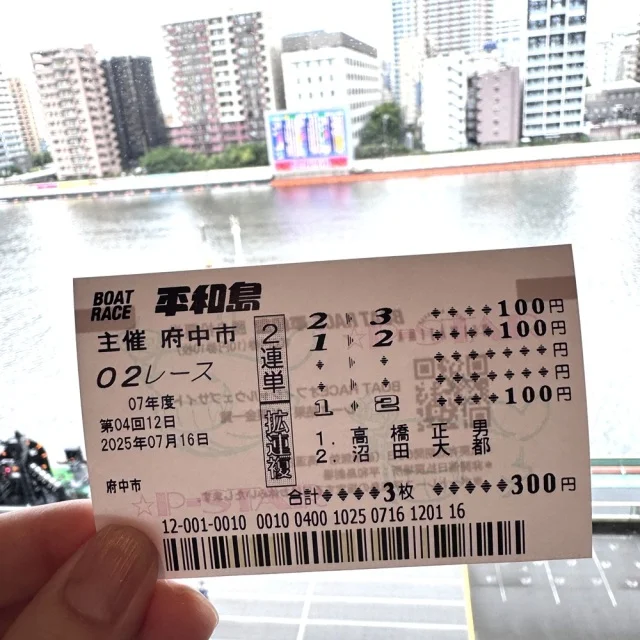 BOAT RACE 平和島
主催 府中市
02レース
07年度
第04回12日
2025年07月16日
府中市
2連単
2 3 ****100円
1 2 ****100円
拡連複
1 2 ****100円
1. 高橋正男
2. 沼田大都
合計****3枚 *****300円
☆P-ST
12-001-0010 0010 0400 1025 0716 1201 16